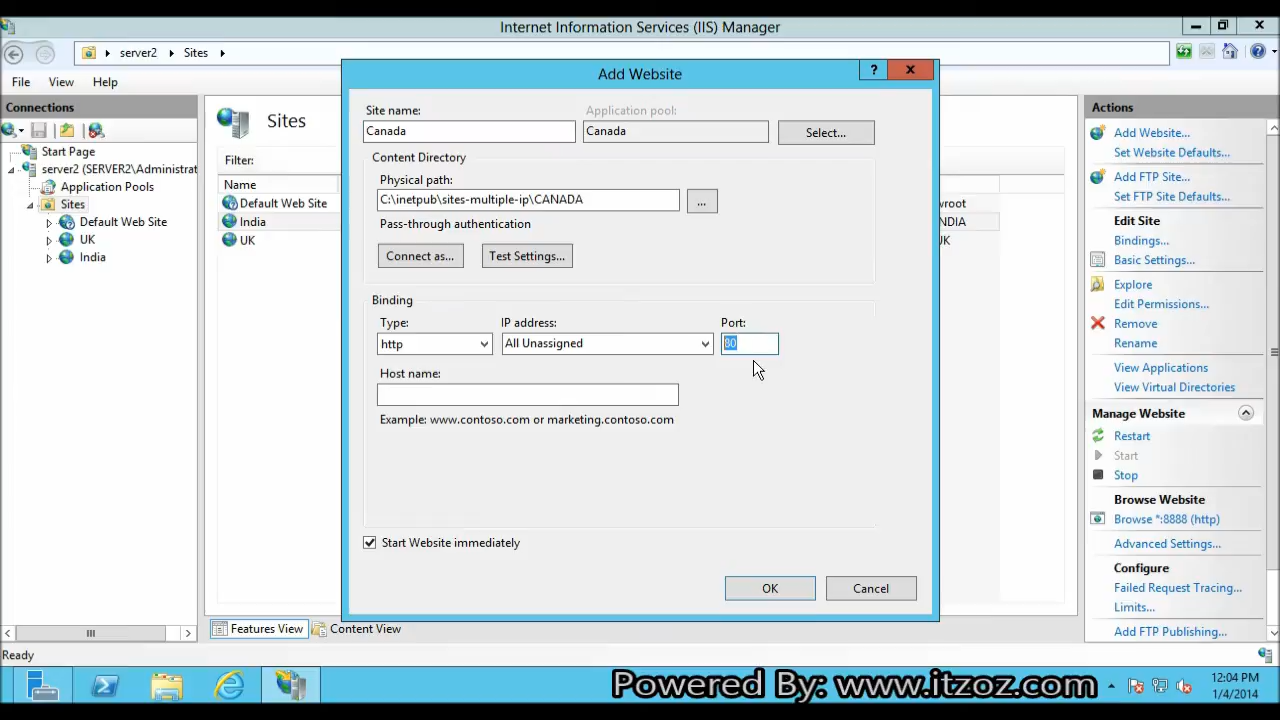 Internet Information Services (IIS) Manager
server2 Sites
File View Help
Connections
Start Page
server2 (SERVER2\Administrat
Application Pools
Sites
Default Web Site
UK
India
Sites
Filter:
Name
Default Web Site
India
UK
root
NDIA
JK
Add Website
?
Site name:
Application pool:
Canada
Canada
Select...
Content Directory
Physical path:
C:\inetpub\sites-multiple-ip\CANADA
...
Pass-through authentication
Connect as...
Test Settings...
Binding
Type:
IP address:
Port:
http
All Unassigned
80
Host name:
Example: www.contoso.com or marketing.contoso.com
Start Website immediately
OK
Cancel
Actions
Add Website...
Set Website Defaults...
Add FTP Site...
Set FTP Site Defaults...
Edit Site
Bindings...
Basic Settings...
Explore
Edit Permissions...
Remove
Rename
View Applications
View Virtual Directories
Manage Website
Restart
Start
Stop
Browse Website
Browse *:8888 (http)
Advanced Settings...
Configure
Failed Request Tracing...
Limits...
Add FTP Publishing...
Features View
Content View
Ready
Powered By: www.itzoz.com
12:04 PM
1/4/2014